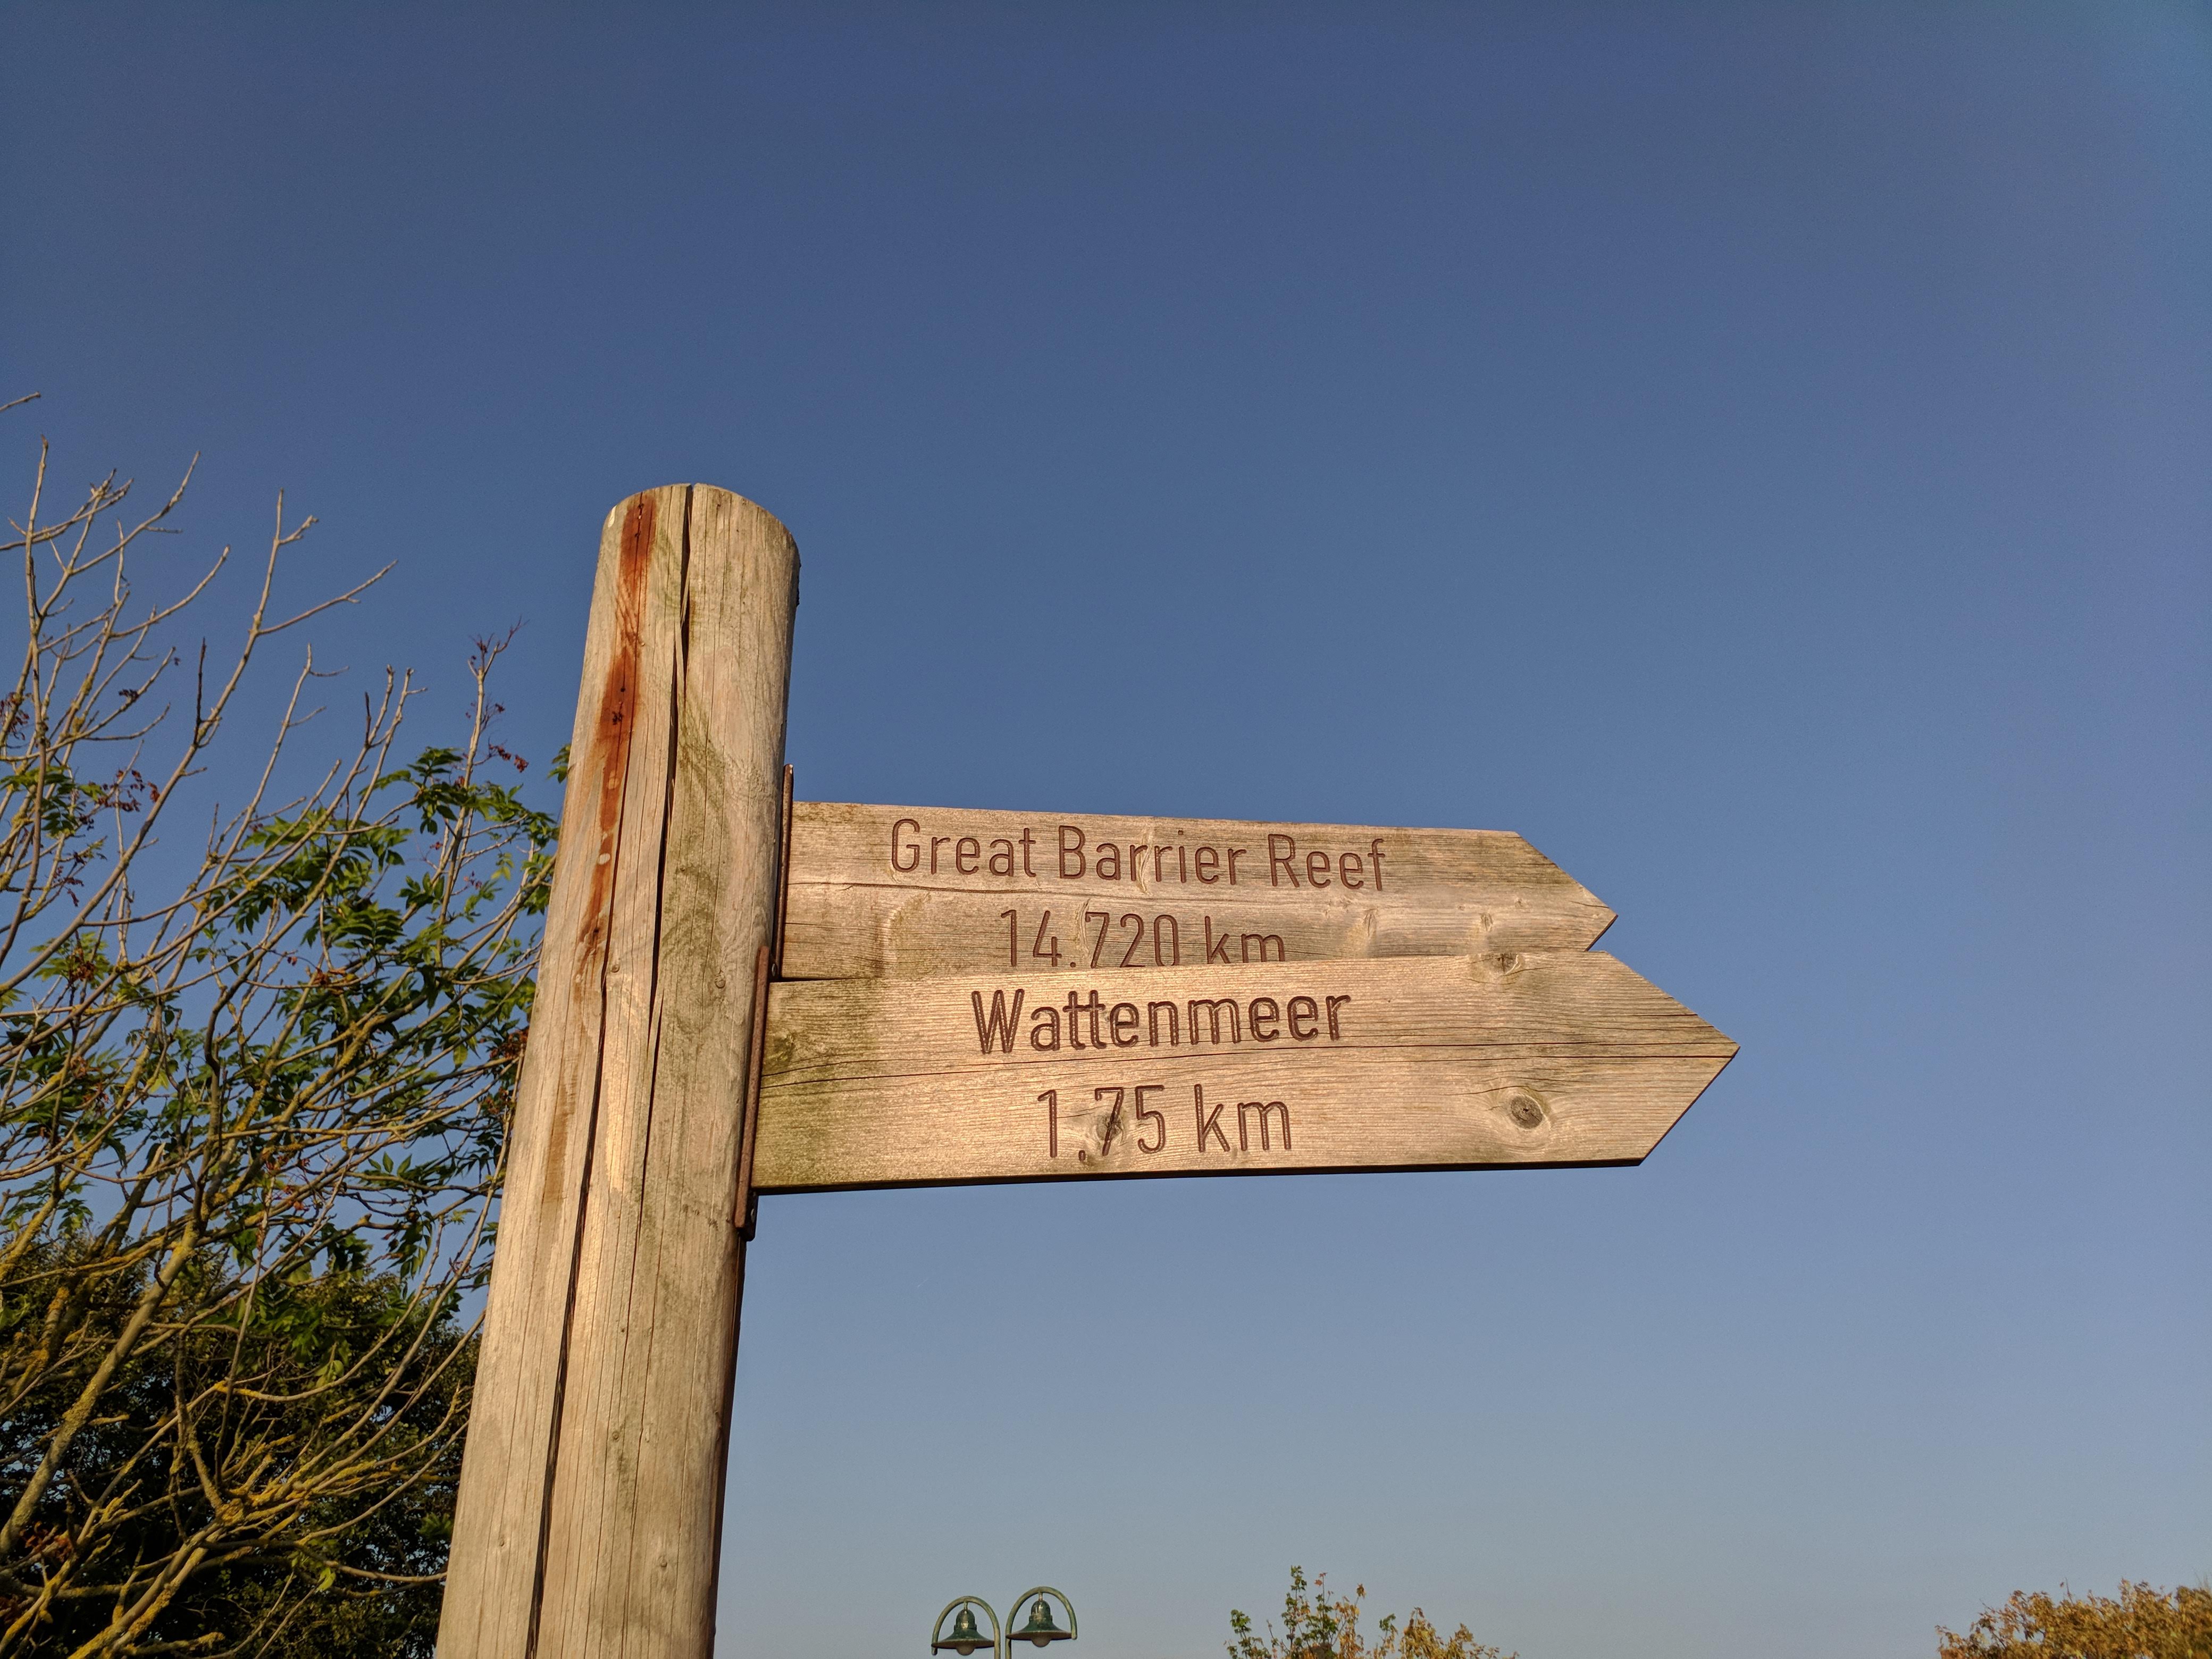 Great Barrier Reef
14.720 km
Wattenmeer
1,75 km